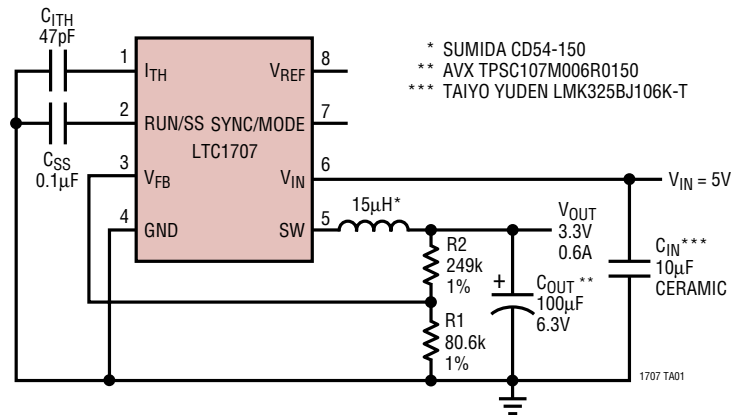 C_ITH
47pF
* SUMIDA CD54-150
** AVX TPSC107M006R0150
*** TAIYO YUDEN LMK325BJ106K-T
1
I_TH
V_REF
8
2
RUN/SS
SYNC/MODE
7
LTC1707
C_SS
0.1µF
3
V_FB
V_IN
6
V_IN = 5V
4
GND
SW
5
15µH*
V_OUT
3.3V
0.6A
R2
249k
1%
+
C_OUT **
100µF
6.3V
C_IN***
10µF
CERAMIC
R1
80.6k
1%
1707 TA01